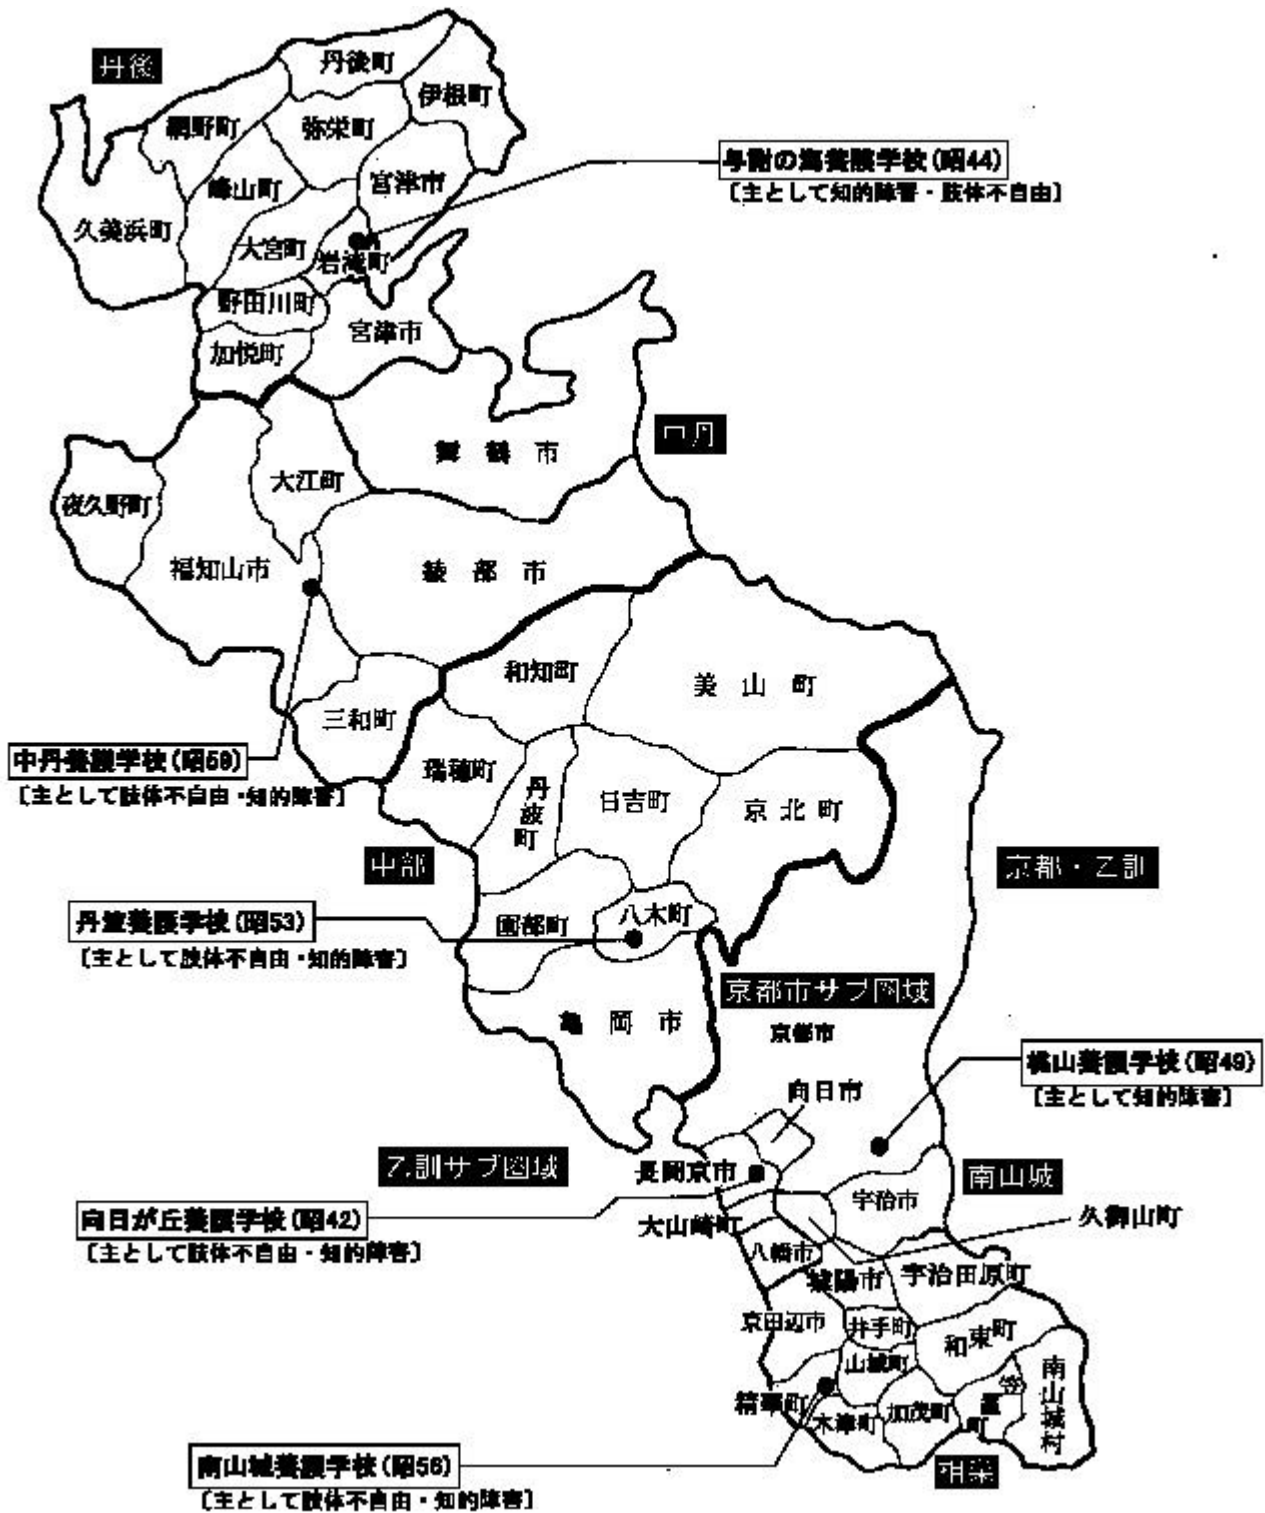 丹後
丹後町
伊根町
網野町
弥栄町
与謝の海養護学校(昭44)
〔主として知的障害・肢体不自由〕
峰山町
宮津市
久美浜町
大宮町
岩滝町
野田川町
宮津市
加悦町
舞鶴市
中丹
大江町
夜久野町
福知山市
綾部市
和知町
美山町
三和町
中丹養護学校(昭59)
〔主として肢体不自由・知的障害〕
瑞穂町
丹波町
日吉町
京北町
中部
京都・乙訓
丹波養護学校(昭53)
〔主として肢体不自由・知的障害〕
園部町
八木町
京都市サブ圏域
亀岡市
京都市
桃山養護学校(昭49)
〔主として知的障害〕
向日市
乙訓サブ圏域
長岡京市
南山城
宇治市
向日が丘養護学校(昭42)
〔主として肢体不自由・知的障害〕
大山崎町
久御山町
八幡市
城陽市
宇治田原町
京田辺市
井手町
和東町
山城町
南山城村
笠置町
精華町
加茂町
木津町
南山城養護学校(昭56)
〔主として肢体不自由・知的障害〕
相楽